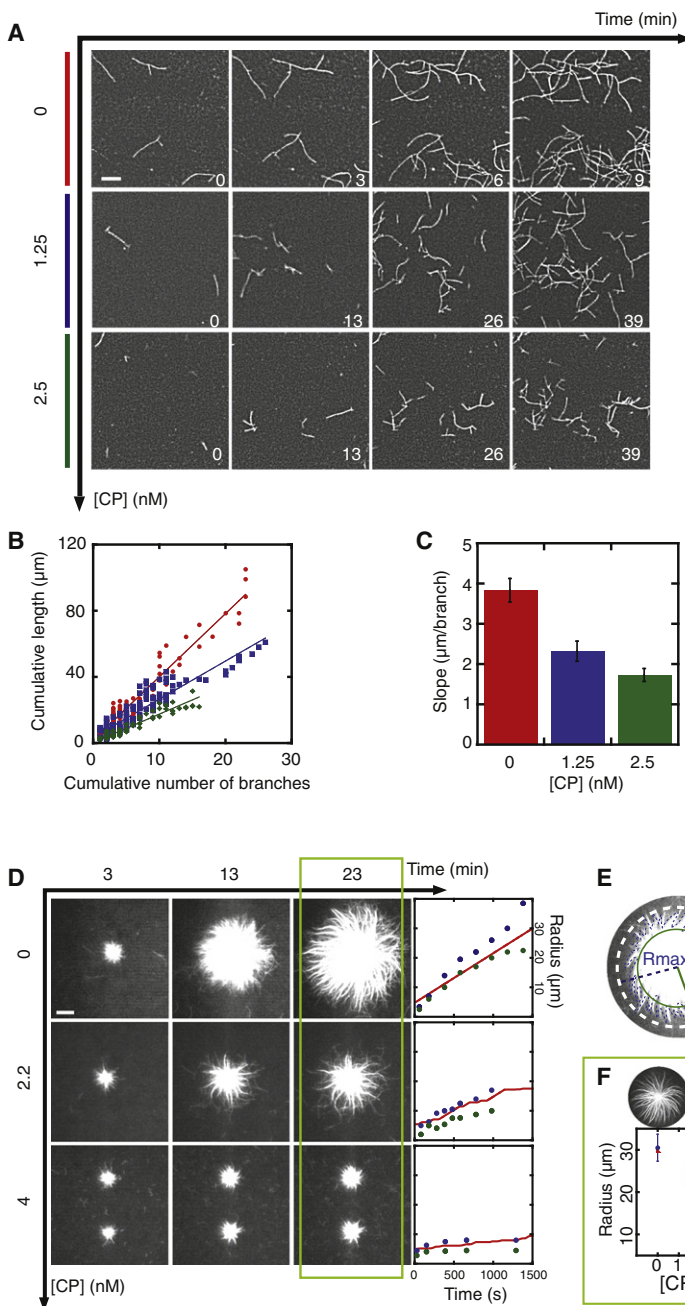 A
Time (min)
0
0
3
6
9
1.25
0
13
26
39
2.5
0
13
26
39
[CP] (nM)
B
Cumulative length (µm)
120
80
40
0
0
10
20
30
Cumulative number of branches
C
Slope (µm/branch)
5
4
3
2
1
0
0
1.25
2.5
[CP] (nM)
D
3
13
23
Time (min)
0
2.2
4
[CP] (nM)
Radius (µm)
30
20
10
0
500
1000
1500
Time (s)
E
Rmax
F
Radius (µm)
30
20
10
0 1
[CP